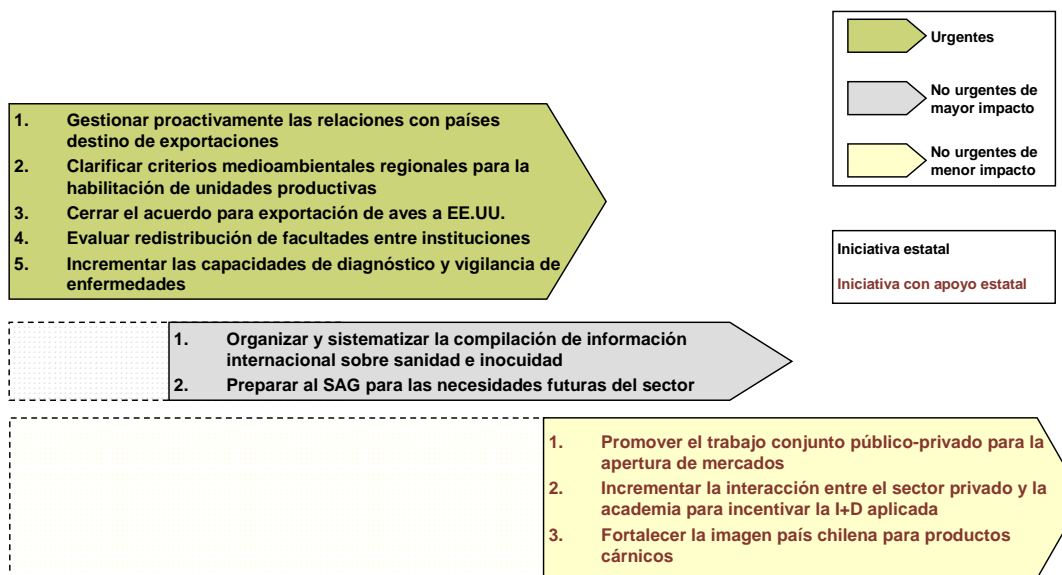 Urgentes
No urgentes de
mayor impacto
No urgentes de
menor impacto
1. Gestionar proactivamente las relaciones con países
destino de exportaciones
2. Clarificar criterios medioambientales regionales para la
habilitación de unidades productivas
3. Cerrar el acuerdo para exportación de aves a EE.UU.
4. Evaluar redistribución de facultades entre instituciones
5. Incrementar las capacidades de diagnóstico y vigilancia de
enfermedades
Iniciativa estatal
Iniciativa con apoyo estatal
1. Organizar y sistematizar la compilación de información
internacional sobre sanidad e inocuidad
2. Preparar al SAG para las necesidades futuras del sector
1. Promover el trabajo conjunto público-privado para la
apertura de mercados
2. Incrementar la interacción entre el sector privado y la
academia para incentivar la I+D aplicada
3. Fortalecer la imagen país chilena para productos
cárnicos